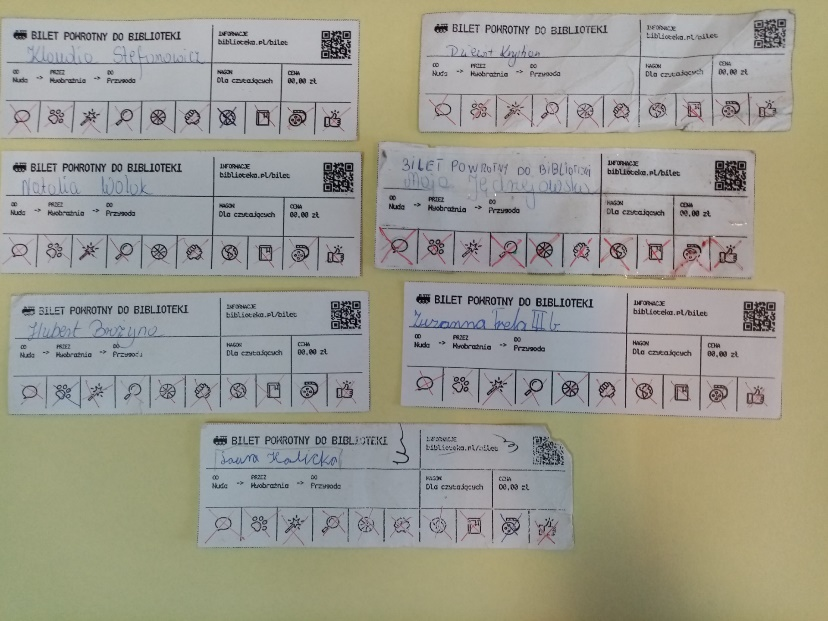 BILET POWROTNY DO BIBLIOTEKI
INFORMACJE
biblioteka.pl/bilet
Klaudia Stefanowicz
OD PRZEZ DO
Nuda -> Wyobraźnia -> Przygoda
WAGON
Dla czytających
CENA
00,00 zł
BILET POWROTNY DO BIBLIOTEKI
INFORMACJE
biblioteka.pl/bilet
OD PRZEZ DO
Nuda -> Wyobraźnia -> Przygoda
WAGON
Dla czytających
CENA
00,00 zł
BILET POWROTNY DO BIBLIOTEKI
INFORMACJE
biblioteka.pl/bilet
Natalia Wołok
OD PRZEZ DO
Nuda -> Wyobraźnia -> Przygoda
WAGON
Dla czytających
CENA
00,00 zł
BILET POWROTNY DO BIBLIOTEKI
INFORMACJE
biblioteka.pl/bilet
OD PRZEZ DO
Nuda -> Wyobraźnia -> Przygoda
WAGON
Dla czytających
CENA
00,00 zł
BILET POWROTNY DO BIBLIOTEKI
INFORMACJE
biblioteka.pl/bilet
Hubert Brożyna
OD PRZEZ DO
Nuda -> Wyobraźnia -> Przygoda
WAGON
Dla czytających
CENA
00,00 zł
BILET POWROTNY DO BIBLIOTEKI
INFORMACJE
biblioteka.pl/bilet
Zuzanna Trela III b
OD PRZEZ DO
Nuda -> Wyobraźnia -> Przygoda
WAGON
Dla czytających
CENA
00,00 zł
BILET POWROTNY DO BIBLIOTEKI
INFORMACJE
biblioteka.pl/bilet
Laura Halicka
OD PRZEZ DO
Nuda -> Wyobraźnia -> Przygoda
WAGON
Dla czytających
CENA
00,00 zł